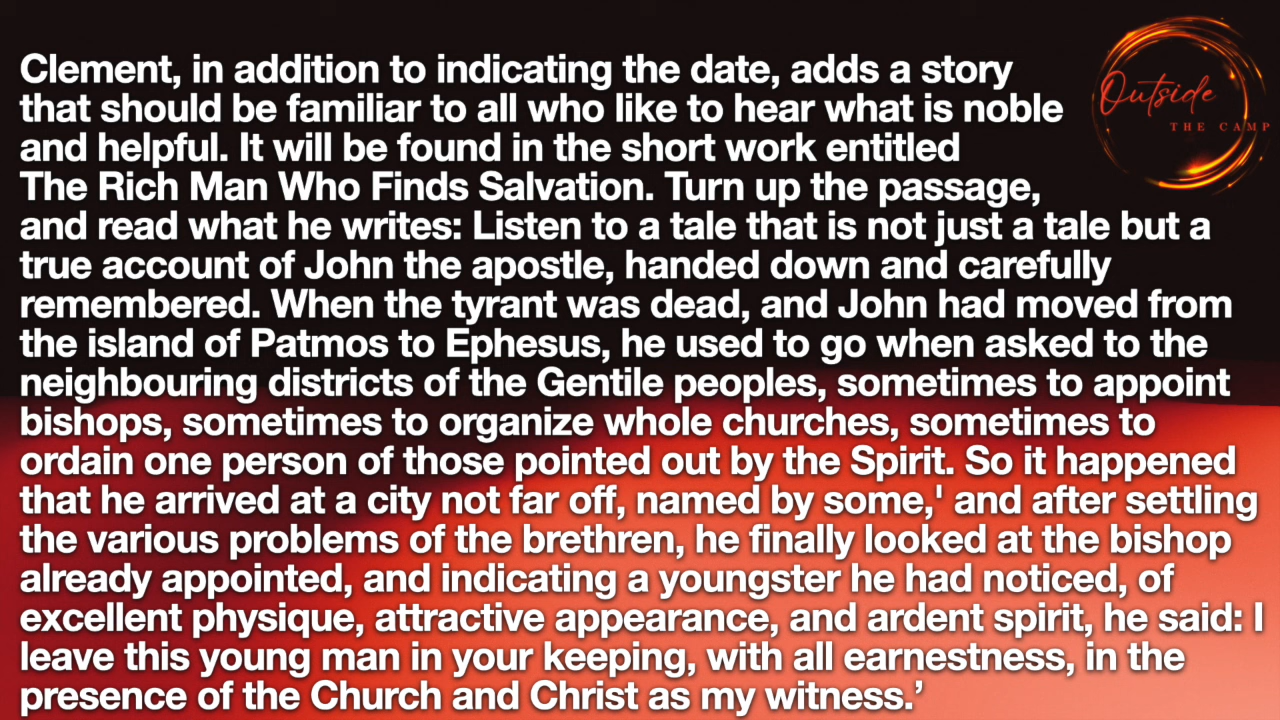 Clement, in addition to indicating the date, adds a story
that should be familiar to all who like to hear what is noble
and helpful. It will be found in the short work entitled
The Rich Man Who Finds Salvation. Turn up the passage,
and read what he writes: Listen to a tale that is not just a tale but a
true account of John the apostle, handed down and carefully
remembered. When the tyrant was dead, and John had moved from
the island of Patmos to Ephesus, he used to go when asked to the
neighbouring districts of the Gentile peoples, sometimes to appoint
bishops, sometimes to organize whole churches, sometimes to
ordain one person of those pointed out by the Spirit. So it happened
that he arrived at a city not far off, named by some,' and after settling
the various problems of the brethren, he finally looked at the bishop
already appointed, and indicating a youngster he had noticed, of
excellent physique, attractive appearance, and ardent spirit, he said: I
leave this young man in your keeping, with all earnestness, in the
presence of the Church and Christ as my witness.’
Outside
THE CAMP